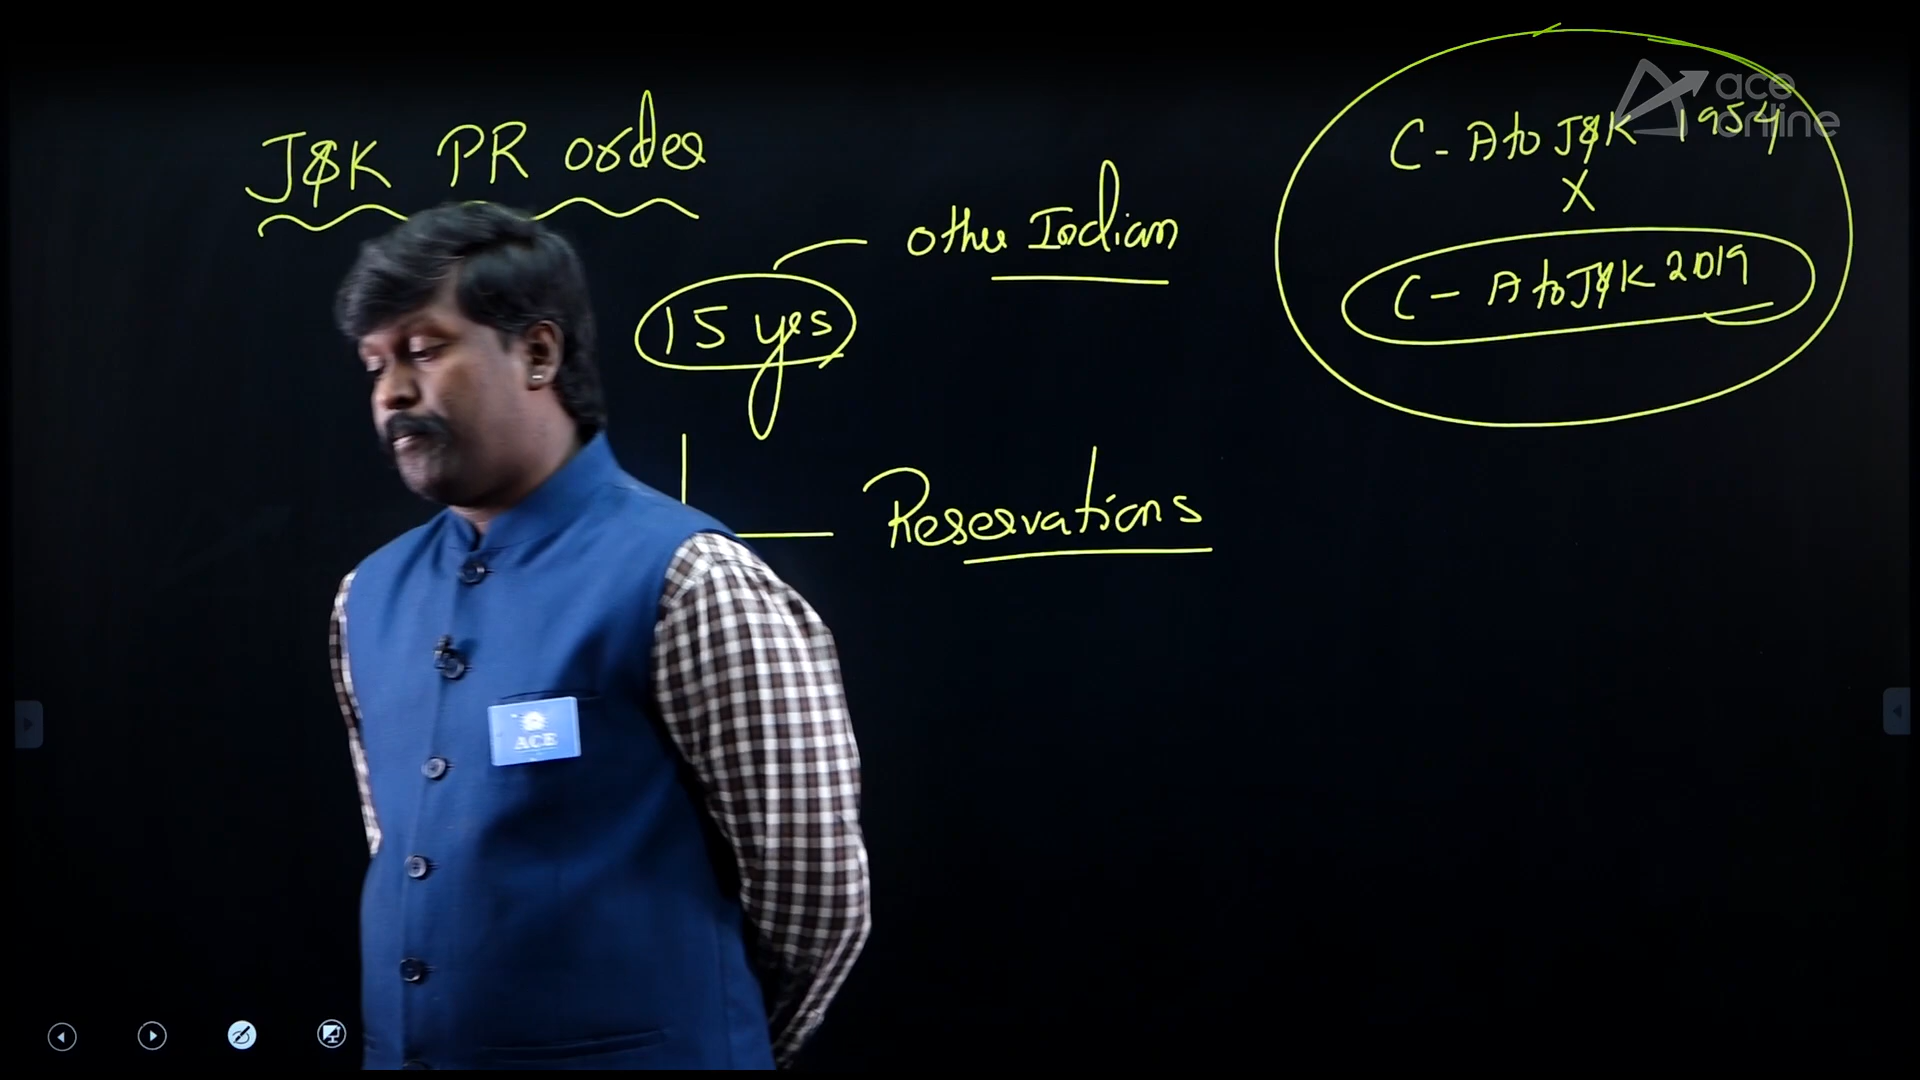 J&K PR order
15 yrs
other Indian
Reservations
C - A to J&K 1954
X
C - A to J&K 2019
ace
online
ACE